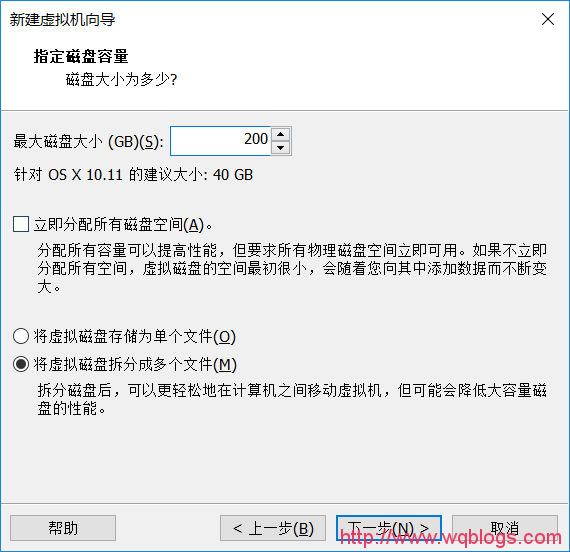 新建虚拟机向导
指定磁盘容量
磁盘大小为多少?
最大磁盘大小 (GB)(S): 200
针对 OS X 10.11 的建议大小: 40 GB
立即分配所有磁盘空间(A)。
分配所有容量可以提高性能，但要求所有物理磁盘空间立即可用。如果不立即
分配所有空间，虚拟磁盘的空间最初很小，会随着您向其中添加数据而不断变
大。
将虚拟磁盘存储为单个文件(O)
将虚拟磁盘拆分成多个文件(M)
拆分磁盘后，可以更轻松地在计算机之间移动虚拟机，但可能会降低大容量磁
盘的性能。
帮助 < 上一步(B) 下一步(N) > 取消
http://www.wqblogs.com